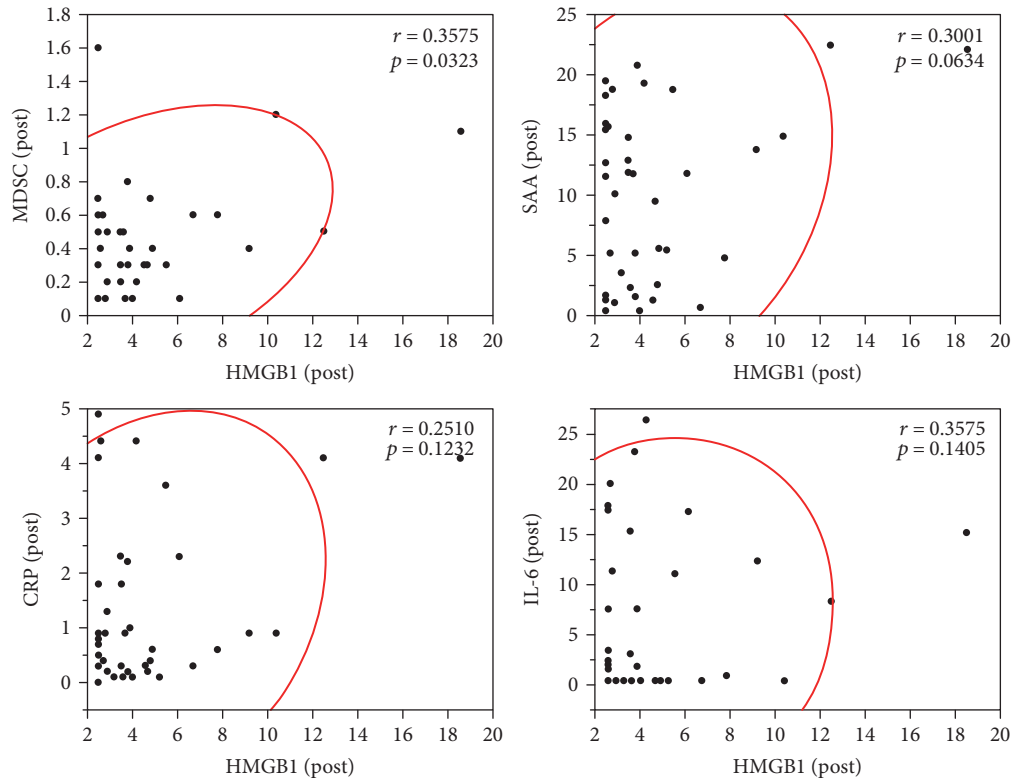 1.8
1.6
1.4
1.2
1
0.8
0.6
0.4
0.2
0
MDSC (post)
r = 0.3575
p = 0.0323
2 4 6 8 10 12 14 16 18 20
HMGB1 (post)
25
20
15
10
5
0
SAA (post)
r = 0.3001
p = 0.0634
2 4 6 8 10 12 14 16 18 20
HMGB1 (post)
5
4
3
2
1
0
CRP (post)
r = 0.2510
p = 0.1232
2 4 6 8 10 12 14 16 18 20
HMGB1 (post)
25
20
15
10
5
0
IL-6 (post)
r = 0.3575
p = 0.1405
2 4 6 8 10 12 14 16 18 20
HMGB1 (post)